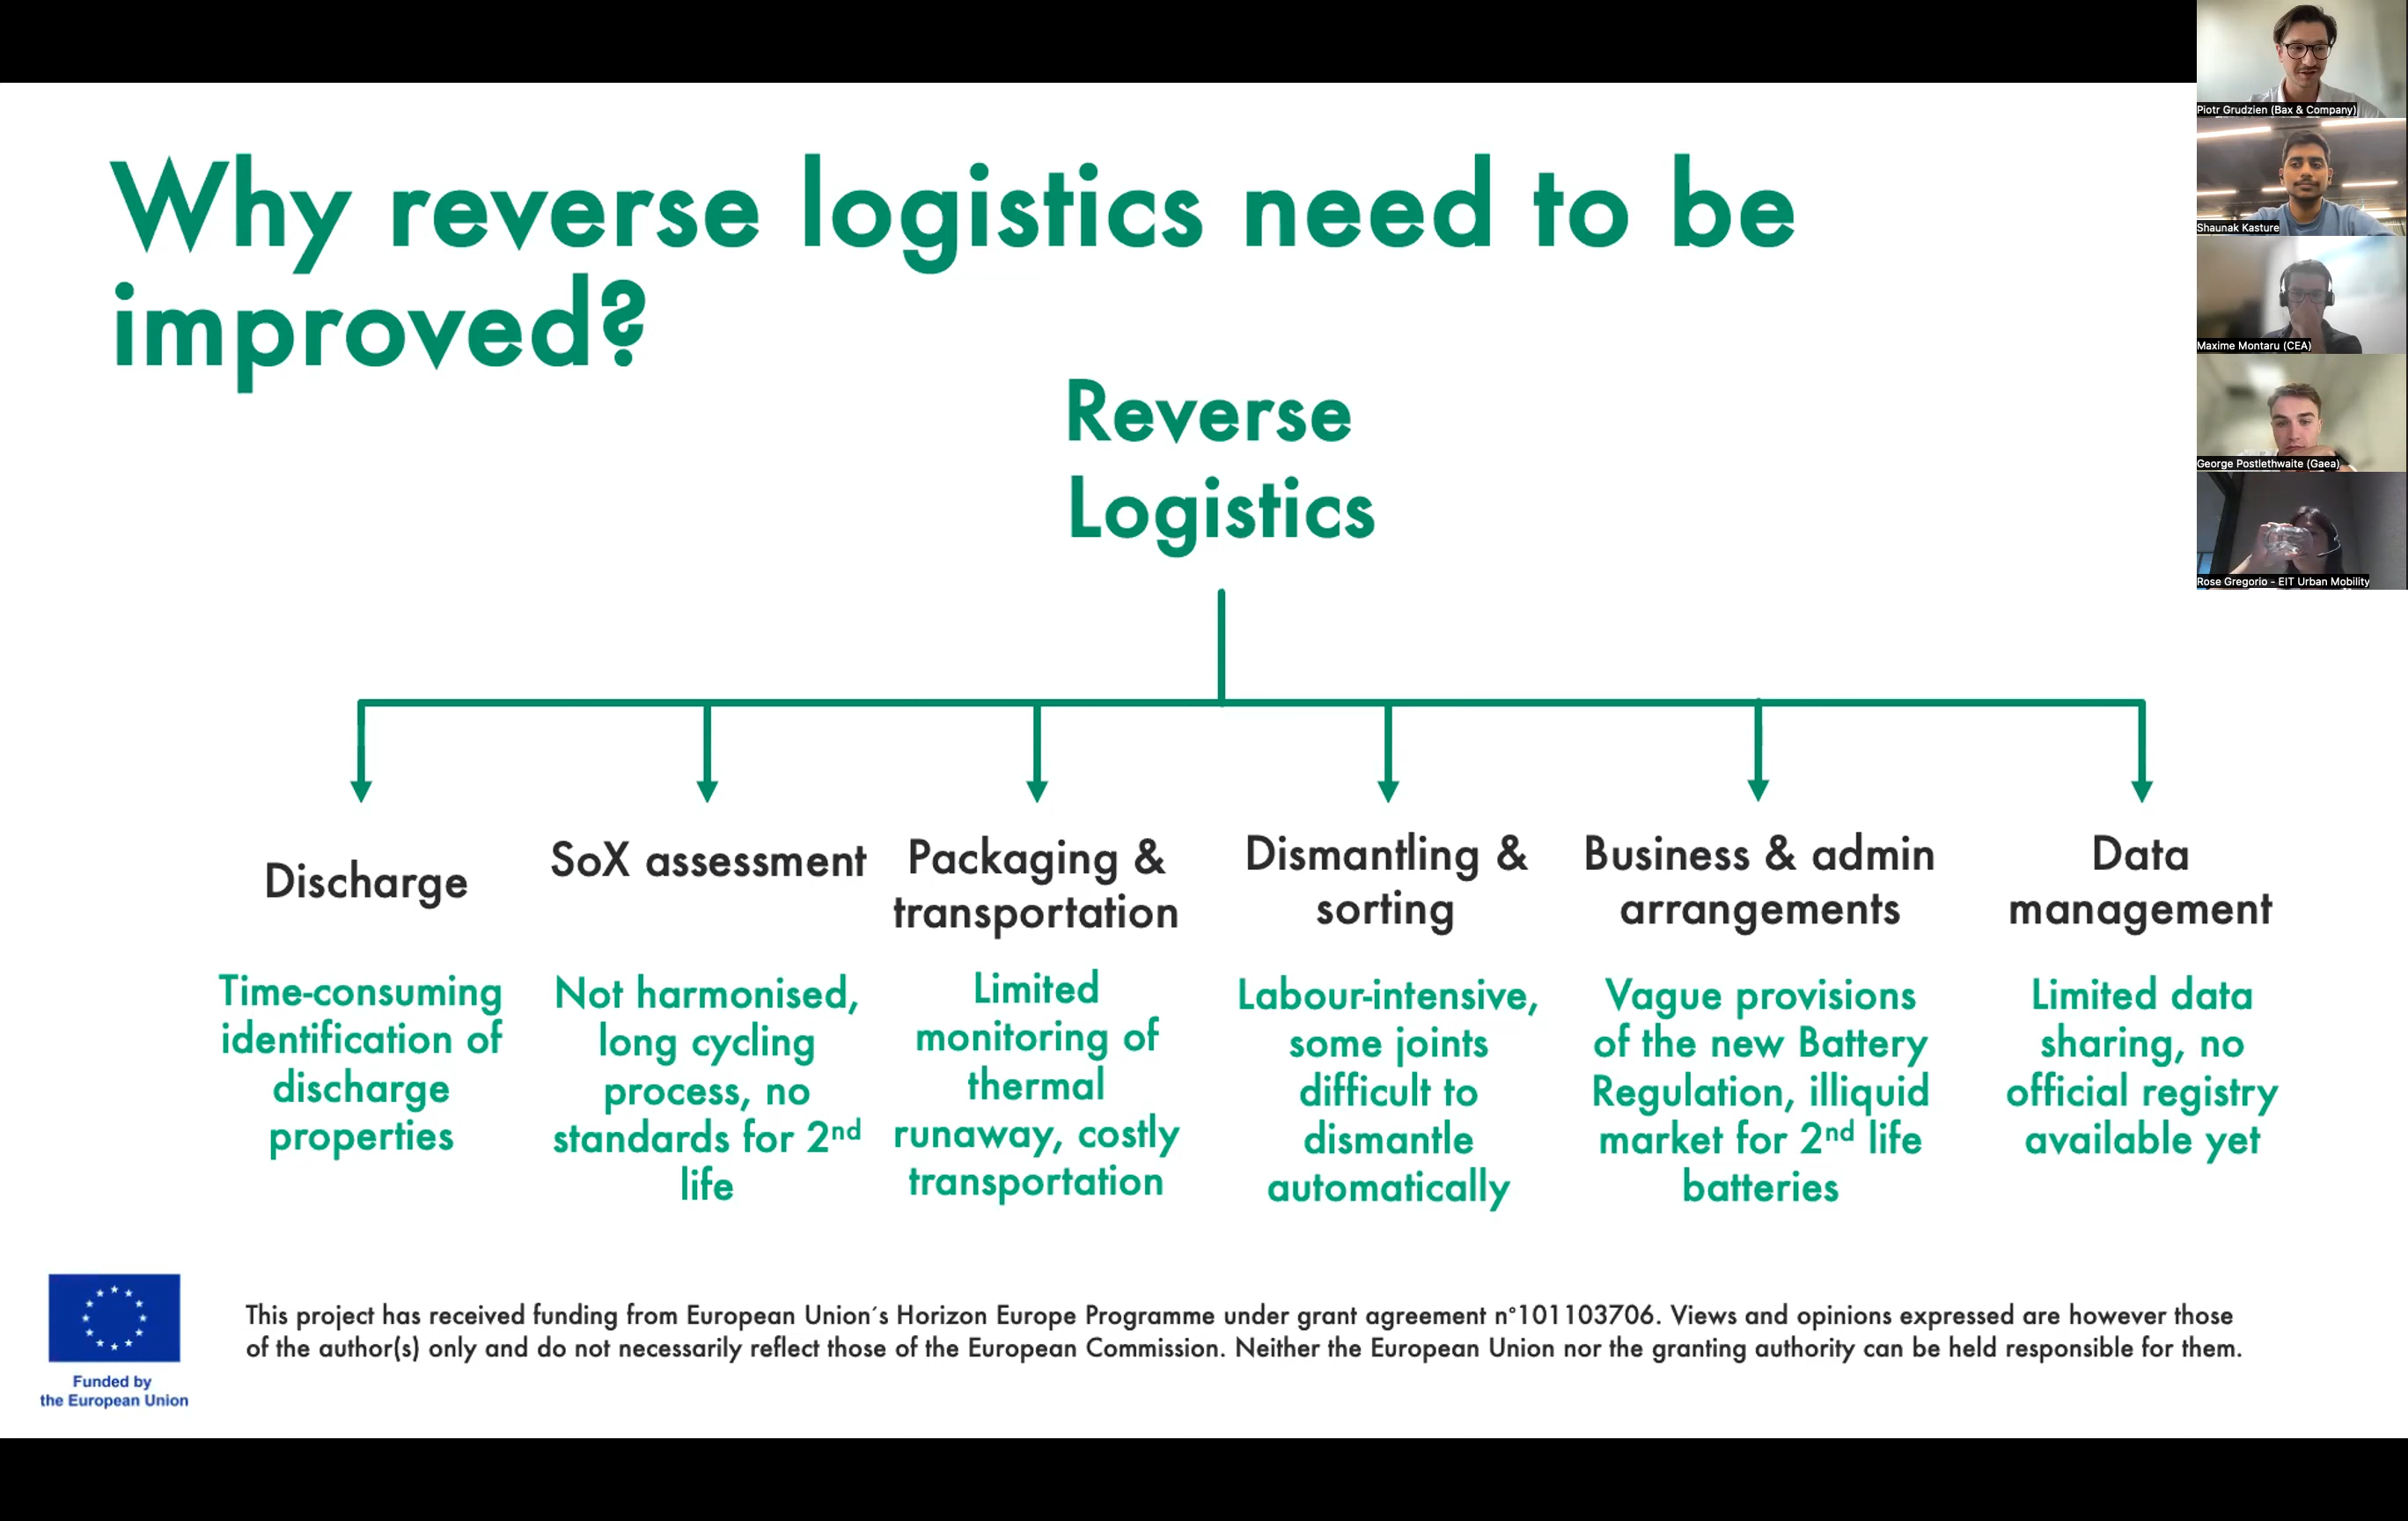 Why reverse logistics need to be
improved?
Reverse
Logistics
Discharge
Time-consuming
identification of
discharge
properties
SoX assessment
Not harmonised,
long cycling
process, no
standards for 2nd
life
Packaging &
transportation
Limited
monitoring of
thermal
runaway, costly
transportation
Dismantling &
sorting
Labour-intensive,
some joints
difficult to
dismantle
automatically
Business & admin
arrangements
Vague provisions
of the new Battery
Regulation, illiquid
market for 2nd life
batteries
Data
management
Limited data
sharing, no
official registry
available yet
Funded by
the European Union
This project has received funding from European Union´s Horizon Europe Programme under grant agreement n°101103706. Views and opinions expressed are however those
of the author(s) only and do not necessarily reflect those of the European Commission. Neither the European Union nor the granting authority can be held responsible for them.
Piotr Grudzien (Bax & Company)
Shaunak Kasture
Maxime Montaru (CEA)
George Postlethwaite (Gaea)
Rose Gregorio - EIT Urban Mobility